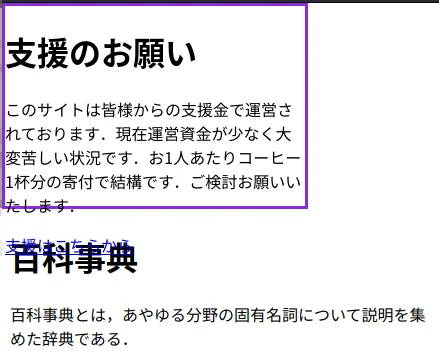 支援のお願い
このサイトは皆様からの支援金で運営さ
れております．現在運営資金が少なく大
変苦しい状況です．お1人あたりコーヒー
1杯分の寄付で結構です．ご検討お願いい
たします．
支援はこちらから
百科事典
百科事典とは，あやゆる分野の固有名詞について説明を集
めた辞典である．